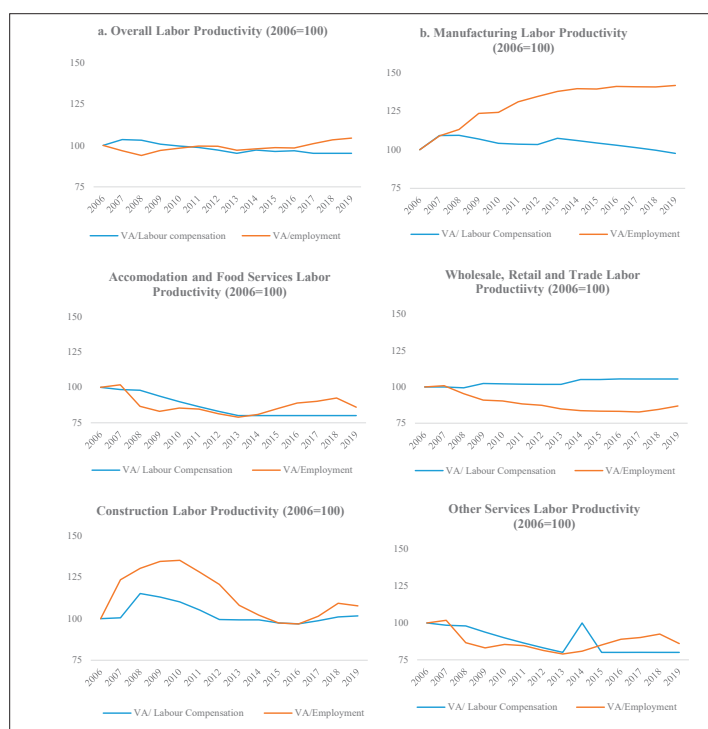 a. Overall Labor Productivity (2006=100)
150
125
100
75
2006 2007 2008 2009 2010 2011 2012 2013 2014 2015 2016 2017 2018 2019
VA/Labour compensation VA/employment
b. Manufacturing Labor Productivity
(2006=100)
150
125
100
75
2006 2007 2008 2009 2010 2011 2012 2013 2014 2015 2016 2017 2018 2019
VA/ Labour Compensation VA/Employment
Accomodation and Food Services Labor
Productivity (2006=100)
150
125
100
75
2006 2007 2008 2009 2010 2011 2012 2013 2014 2015 2016 2017 2018 2019
VA/ Labour Compensation VA/Employment
Wholesale, Retail and Trade Labor
Productiivty (2006=100)
150
125
100
75
2006 2007 2008 2009 2010 2011 2012 2013 2014 2015 2016 2017 2018 2019
VA/ Labour Compensation VA/Employment
Construction Labor Productivity (2006=100)
150
125
100
75
2006 2007 2008 2009 2010 2011 2012 2013 2014 2015 2016 2017 2018 2019
VA/ Labour Compensation VA/Employment
Other Services Labor Productivity
(2006=100)
150
125
100
75
2006 2007 2008 2009 2010 2011 2012 2013 2014 2015 2016 2017 2018 2019
VA/ Labour Compensation VA/Employment